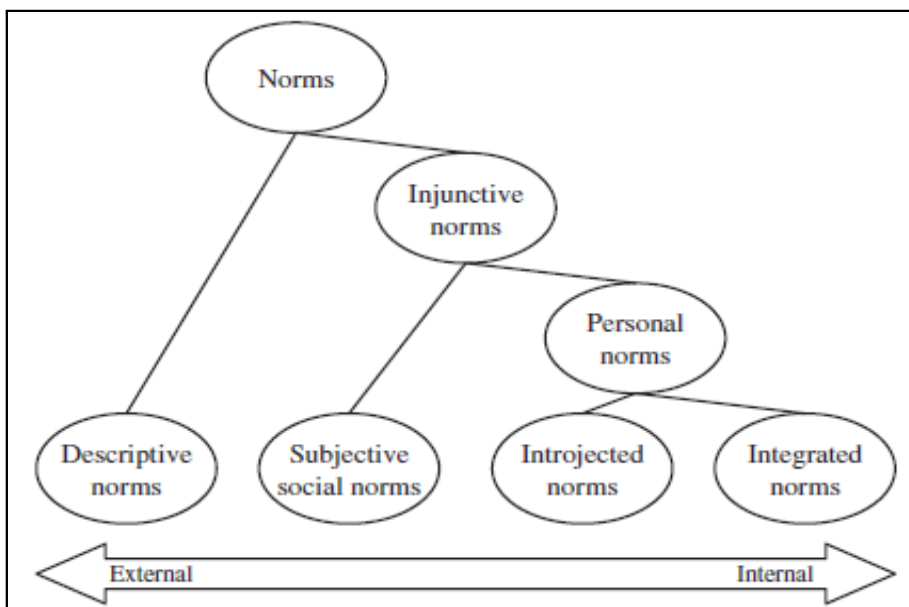 Norms
Injunctive
norms
Personal
norms
Descriptive
norms
Subjective
social norms
Introjected
norms
Integrated
norms
External
Internal